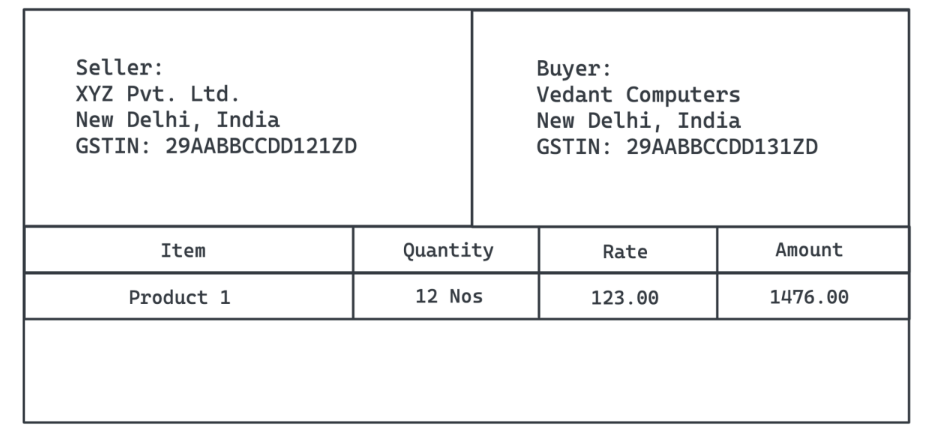 Seller:
XYZ Pvt. Ltd.
New Delhi, India
GSTIN: 29AABBCCDD121ZD
Buyer:
Vedant Computers
New Delhi, India
GSTIN: 29AABBCCDD131ZD
Item Quantity Rate Amount
Product 1 12 Nos 123.00 1476.00